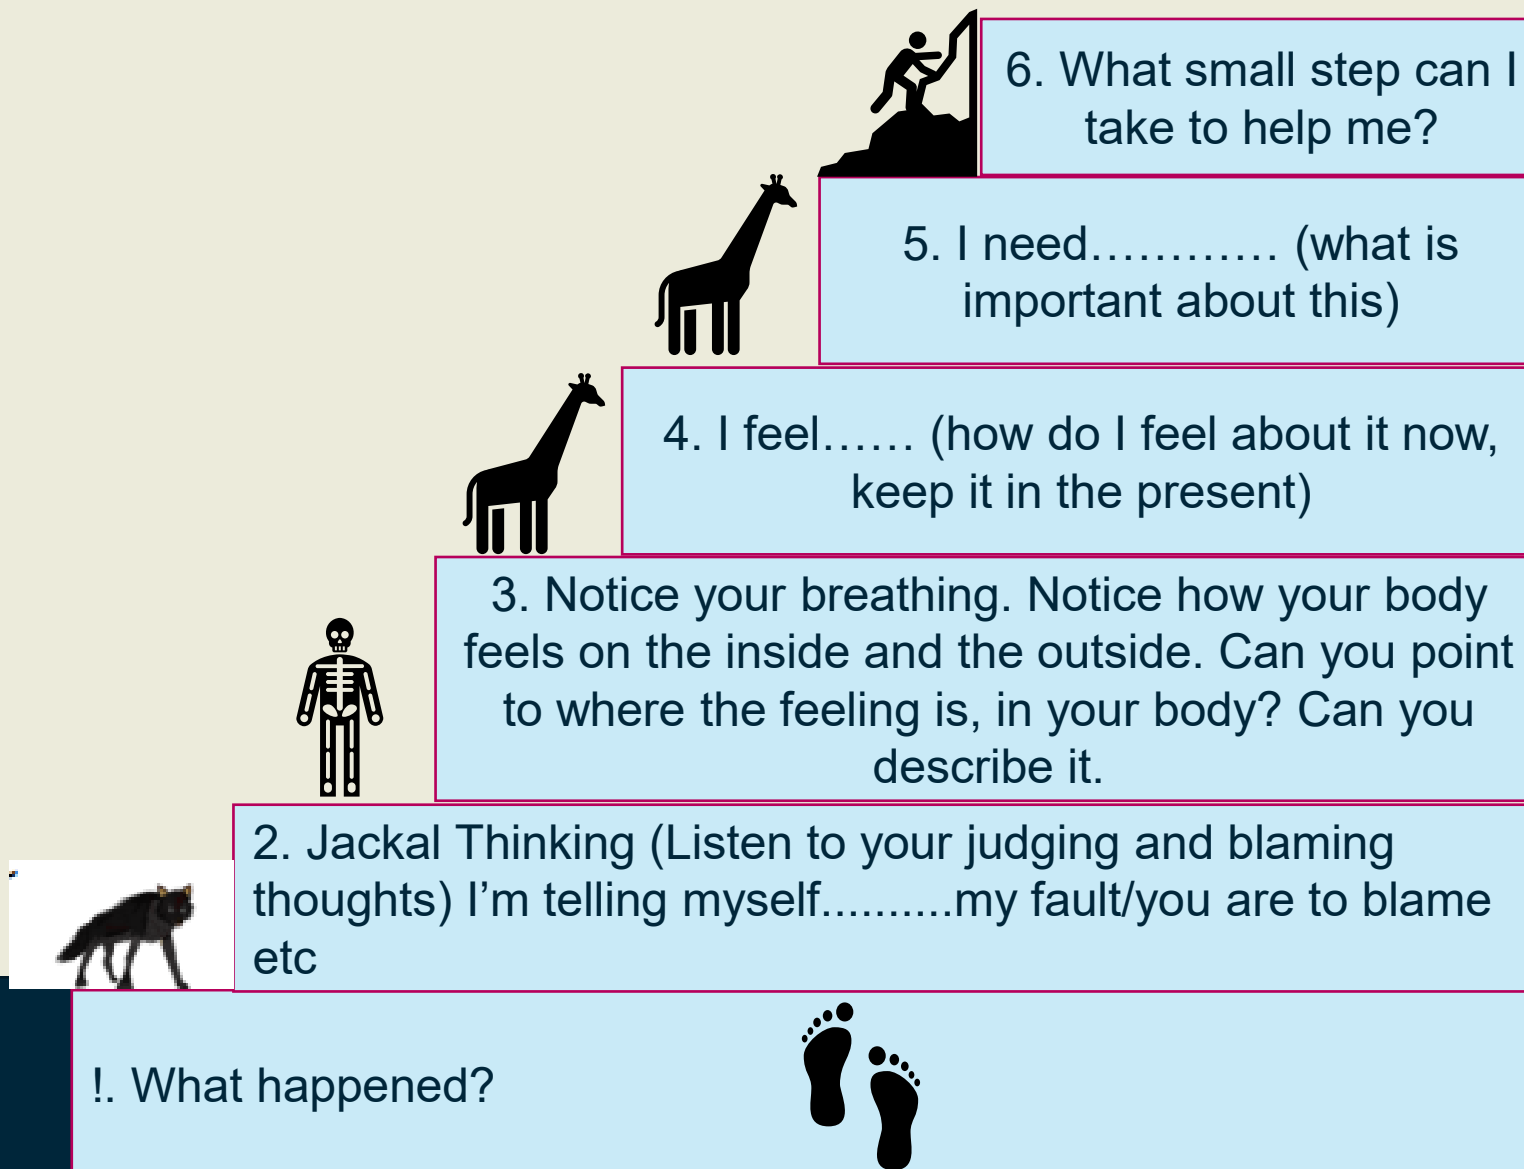 6. What small step can I
take to help me?
5. I need………… (what is
important about this)
4. I feel…… (how do I feel about it now,
keep it in the present)
3. Notice your breathing. Notice how your body
feels on the inside and the outside. Can you point
to where the feeling is, in your body? Can you
describe it.
2. Jackal Thinking (Listen to your judging and blaming
thoughts) I’m telling myself..........my fault/you are to blame
etc
!. What happened?